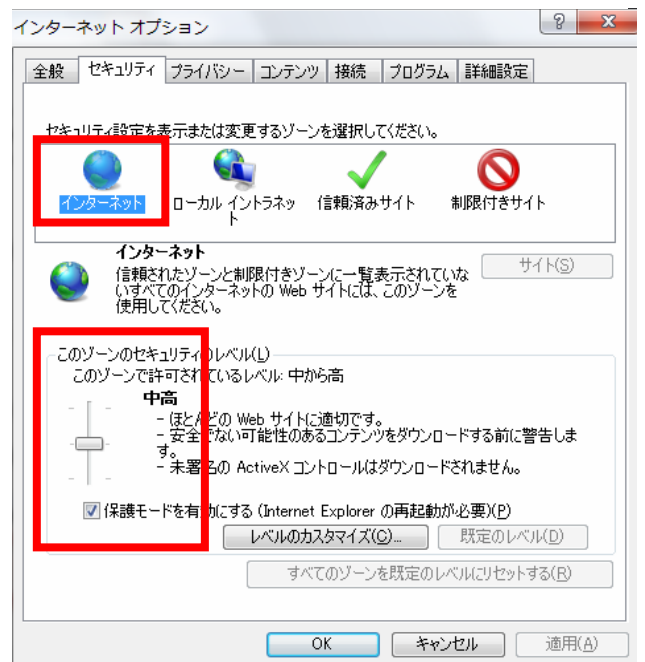 インターネット オプション
全般 セキュリティ プライバシー コンテンツ 接続 プログラム 詳細設定
セキュリティ設定を表示または変更するゾーンを選択してください。
インターネット
ローカル イントラネッ
ト
信頼済みサイト
制限付きサイト
インターネット
信頼されたゾーンと制限付きゾーンに一覧表示されていな
いすべてのインターネットの Web サイトには、このゾーンを
使用してください。
サイト(S)
このゾーンのセキュリティのレベル(L)
このゾーンで許可されているレベル: 中から高
中高
- ほとんどの Web サイトに適切です。
- 安全でない可能性のあるコンテンツをダウンロードする前に警告しま
す。
- 未署名の ActiveX コントロールはダウンロードされません。
保護モードを有効にする (Internet Explorer の再起動が必要)(P)
レベルのカスタマイズ(C)... 既定のレベル(D)
すべてのゾーンを既定のレベルにリセットする(R)
OK キャンセル 適用(A)